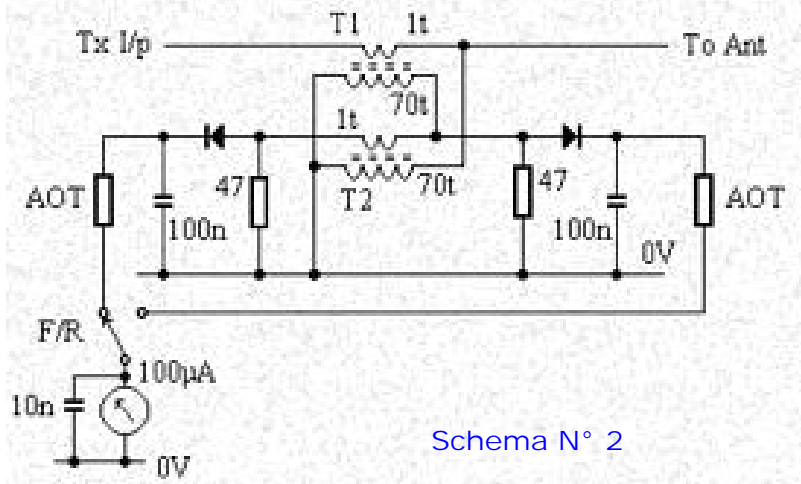 T1 1t
Tx I/p To Ant
70t
1t
AOT 47 T2 70t 47 AOT
100n 100n
0V
F/R
100µA
10n
Schema N° 2
0V